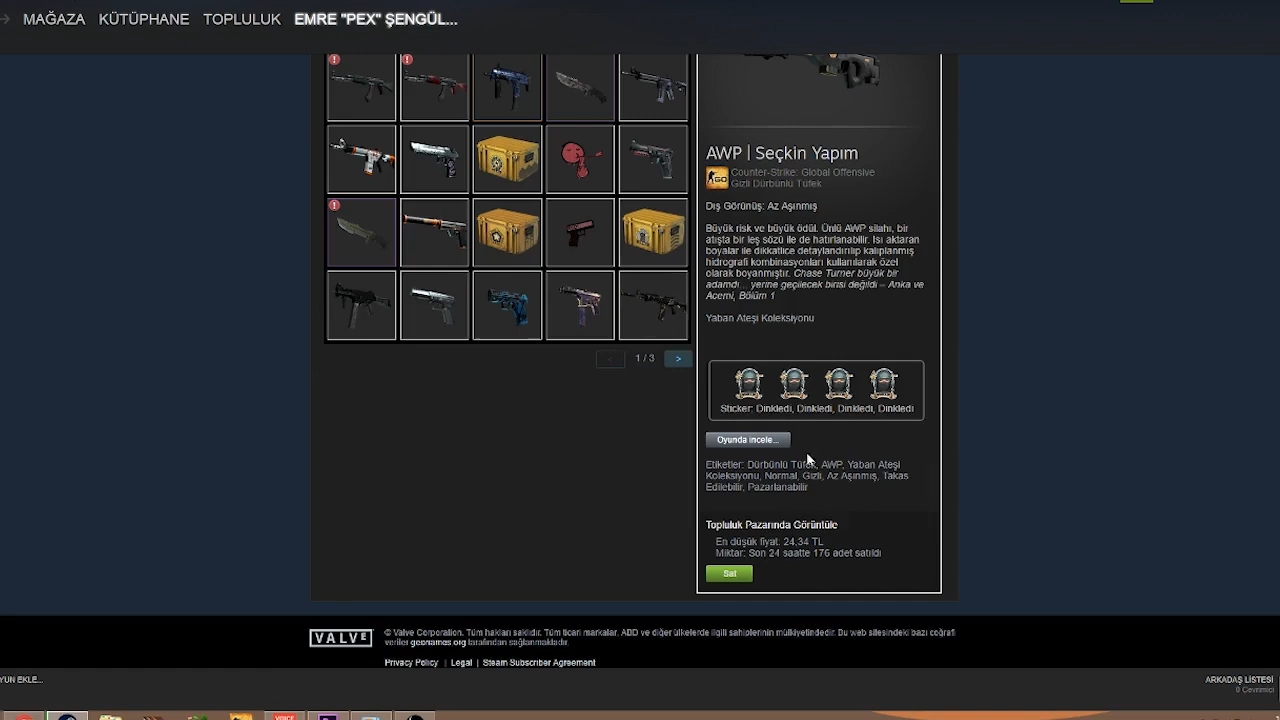 MAĞAZA KÜTÜPHANE TOPLULUK EMRE "PEX" ŞENGÜL...
AWP | Seçkin Yapım
GO
Counter-Strike: Global Offensive
Gizli Dürbünlü Tüfek
Dış Görünüş: Az Aşınmış
Büyük risk ve büyük ödül. Ünlü AWP silahı, bir
atışta bir leş sözü ile de hatırlanabilir. Isı aktaran
boyalar ile dikkatlice detaylandırılıp kalıplanmış
hidrografi kombinasyonları kullanılarak özel
olarak boyanmıştır. Chase Turner büyük bir
adamdı... yerine geçilecek birisi değildi – Anka ve
Acemi, Bölüm 1
Yaban Ateşi Koleksiyonu
1 / 3 >
Sticker: Dinkledi, Dinkledi, Dinkledi, Dinkledi
Oyunda incele...
Etiketler: Dürbünlü Tüfek, AWP, Yaban Ateşi
Koleksiyonu, Normal, Gizli, Az Aşınmış, Takas
Edilebilir, Pazarlanabilir
Topluluk Pazarında Görüntüle
En düşük fiyat: 24,34 TL
Miktar: Son 24 saatte 176 adet satıldı
Sat
VALVE
© Valve Corporation. Tüm hakları saklıdır. Tüm ticari markalar, ABD ve diğer ülkelerde ilgili sahiplerinin mülkiyetindedir. Bu web sitesindeki bazı coğrafi
veriler geonames.org tarafından sağlanmaktadır.
Privacy Policy | Legal | Steam Subscriber Agreement
YUN EKLE...
ARKADAŞ LİSTESİ
0 Çevrimiçi
VOICE